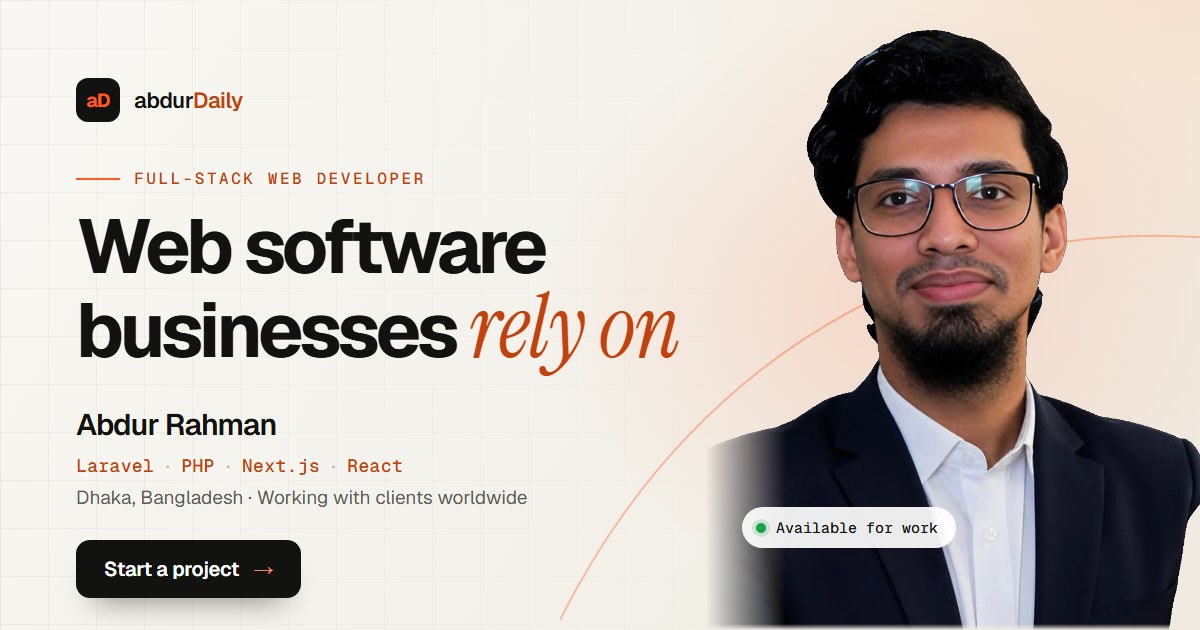 aD abdurDaily
FULL-STACK WEB DEVELOPER
Web software
businesses rely on
Abdur Rahman
Laravel · PHP · Next.js · React
Dhaka, Bangladesh · Working with clients worldwide
Available for work
Start a project →